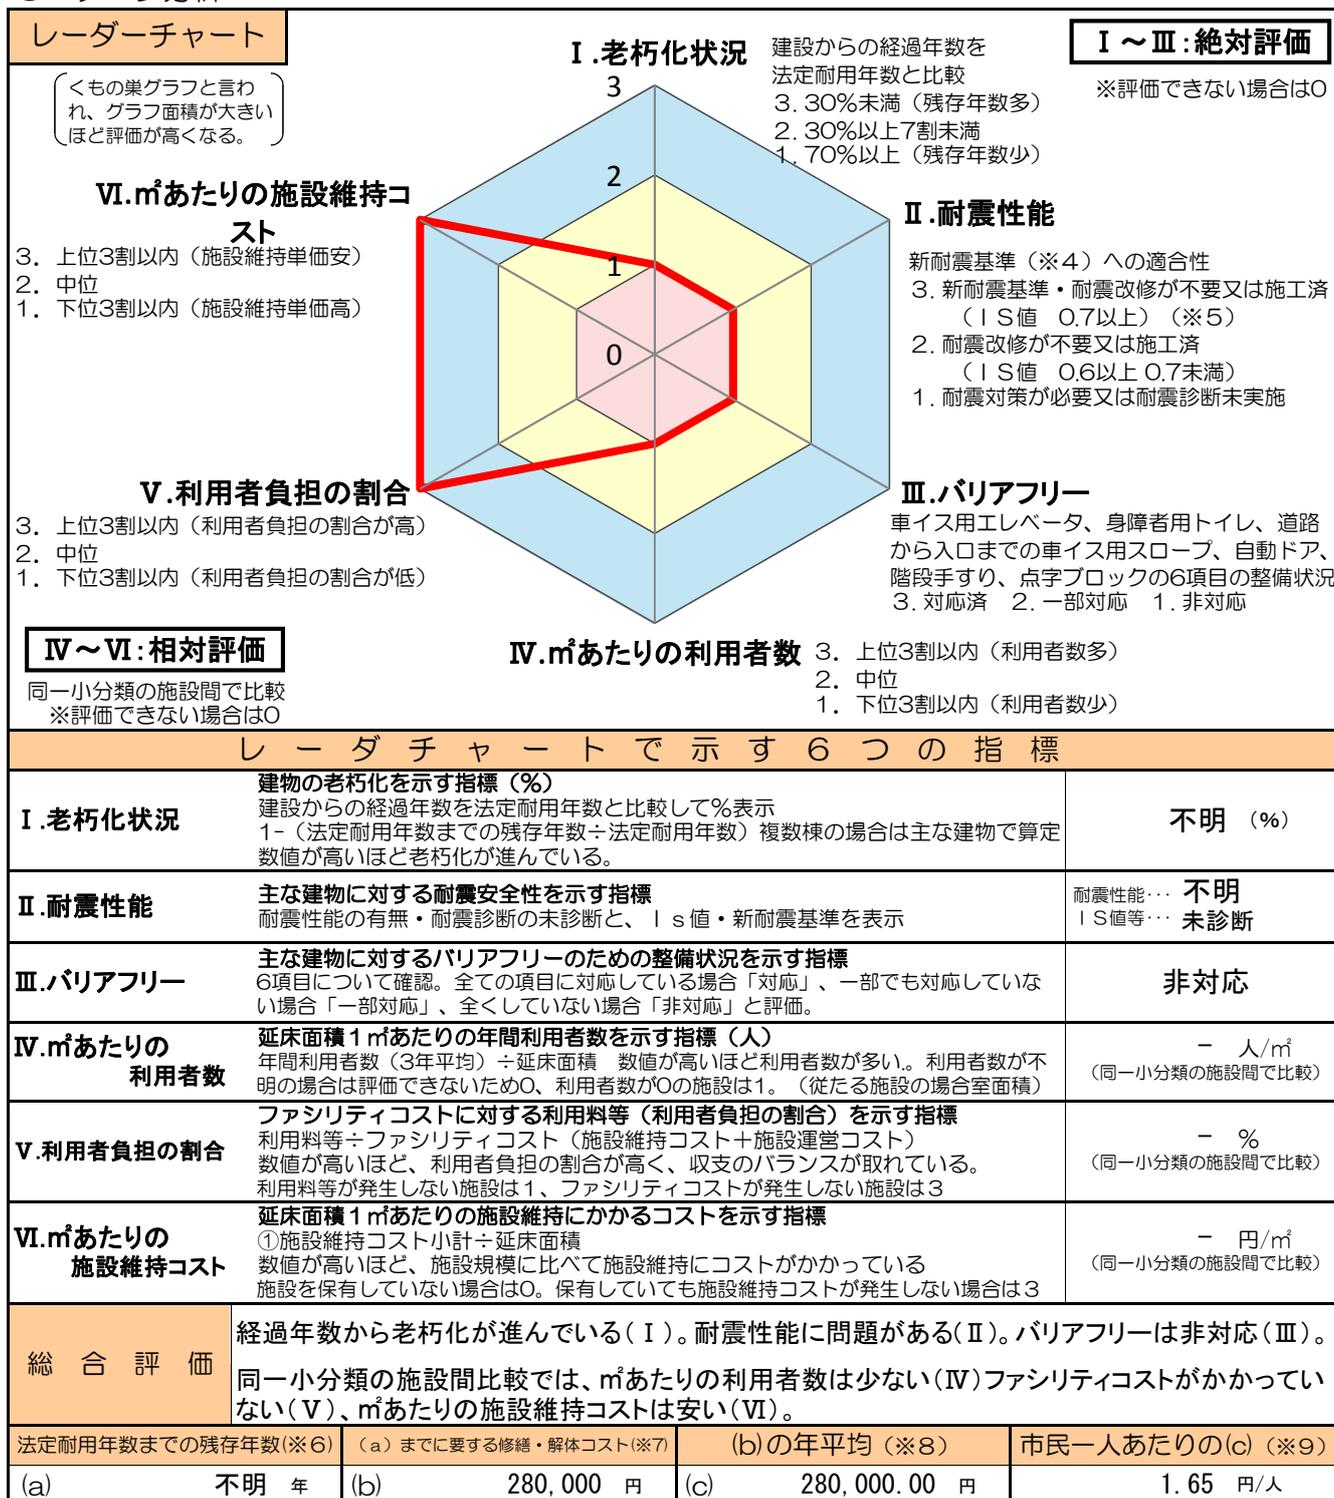 レーダーチャート
くもの巣グラフと言わ
れ、グラフ面積が大きい
ほど評価が高くなる。
Ⅰ～Ⅲ:絶対評価
※評価できない場合は0
Ⅰ.老朽化状況
建設からの経過年数を
法定耐用年数と比較
3. 30%未満（残存年数多）
2. 30%以上7割未満
1. 70%以上（残存年数少）
3
2
1
0
Ⅱ.耐震性能
新耐震基準（※4）への適合性
3. 新耐震基準・耐震改修が不要又は施工済
（ＩＳ値　0.7以上）（※5）
2. 耐震改修が不要又は施工済
（ＩＳ値　0.6以上 0.7未満）
1. 耐震対策が必要又は耐震診断未実施
Ⅲ.バリアフリー
車イス用エレベータ、身障者用トイレ、道路
から入口までの車イス用スロープ、自動ドア、
階段手すり、点字ブロックの6項目の整備状況
3. 対応済　2. 一部対応　1. 非対応
Ⅳ.㎡あたりの利用者数
3. 上位3割以内（利用者数多）
2. 中位
1. 下位3割以内（利用者数少）
Ⅴ.利用者負担の割合
3. 上位3割以内（利用者負担の割合が高）
2. 中位
1. 下位3割以内（利用者負担の割合が低）
Ⅵ.㎡あたりの施設維持コ
スト
3. 上位3割以内（施設維持単価安）
2. 中位
1. 下位3割以内（施設維持単価高）
Ⅳ～Ⅵ:相対評価
同一小分類の施設間で比較
※評価できない場合は0
レーダチャートで示す６つの指標
Ⅰ.老朽化状況
建物の老朽化を示す指標（%）
建設からの経過年数を法定耐用年数と比較して%表示
1-（法定耐用年数までの残存年数÷法定耐用年数）複数棟の場合は主な建物で算定
数値が高いほど老朽化が進んでいる。
不明 （%）
Ⅱ.耐震性能
主な建物に対する耐震安全性を示す指標
耐震性能の有無・耐震診断の未診断と、Ｉｓ値・新耐震基準を表示
耐震性能･･･ 不明
ＩＳ値等･･･ 未診断
Ⅲ.バリアフリー
主な建物に対するバリアフリーのための整備状況を示す指標
6項目について確認。全ての項目に対応している場合「対応」、一部でも対応していな
い場合「一部対応」、全くしていない場合「非対応」と評価。
非対応
Ⅳ.㎡あたりの
利用者数
延床面積１㎡あたりの年間利用者数を示す指標（人）
年間利用者数（3年平均）÷延床面積　数値が高いほど利用者数が多い。利用者数が不
明の場合は評価できないため0、利用者数が0の施設は1。（従たる施設の場合室面積）
− 人/㎡
（同一小分類の施設間で比較）
Ⅴ.利用者負担の割合
ファシリティコストに対する利用料等（利用者負担の割合）を示す指標
利用料等÷ファシリティコスト（施設維持コスト＋施設運営コスト）
数値が高いほど、利用者負担の割合が高く、収支のバランスが取れている。
利用料等が発生しない施設は１、ファシリティコストが発生しない施設は３
− %
（同一小分類の施設間で比較）
Ⅵ.㎡あたりの
施設維持コスト
延床面積１㎡あたりの施設維持にかかるコストを示す指標
①施設維持コスト小計÷延床面積
数値が高いほど、施設規模に比べて施設維持にコストがかかっている
施設を保有していない場合は0。保有していても施設維持コストが発生しない場合は３
− 円/㎡
（同一小分類の施設間で比較）
総合評価
経過年数から老朽化が進んでいる(Ⅰ)。耐震性能に問題がある(Ⅱ)。バリアフリーは非対応(Ⅲ)。
同一小分類の施設間比較では、㎡あたりの利用者数は少ない(Ⅳ)ファシリティコストがかかってい
ない(Ⅴ)、㎡あたりの施設維持コストは安い(Ⅵ)。
法定耐用年数までの残存年数(※6)
（a）までに要する修繕・解体コスト(※7)
(b)の年平均（※8）
市民一人あたりの(c)（※9）
(a) 不明 年
(b) 280,000 円
(c) 280,000.00 円
1.65 円/人